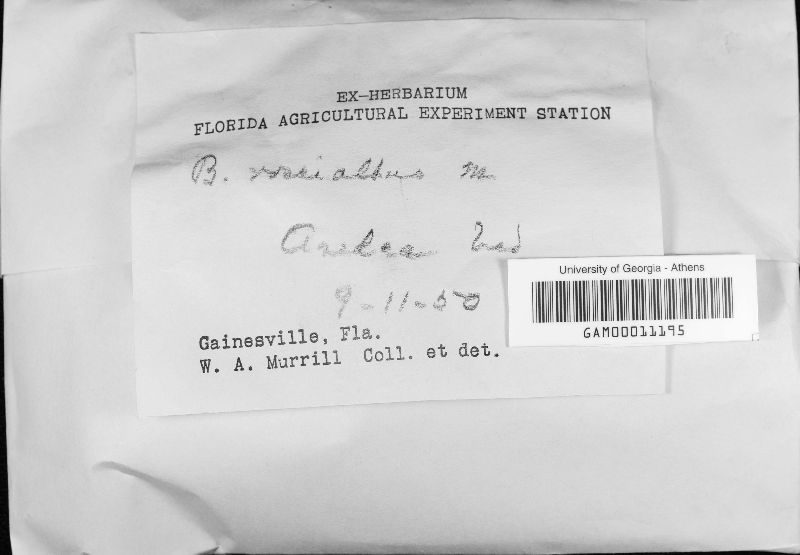 EX-HERBARIUM
FLORIDA AGRICULTURAL EXPERIMENT STATION
B. roseialbus M.
9-11-50
University of Georgia - Athens
GAM00011195
Gainesville, Fla.
W. A. Murrill Coll. et det.